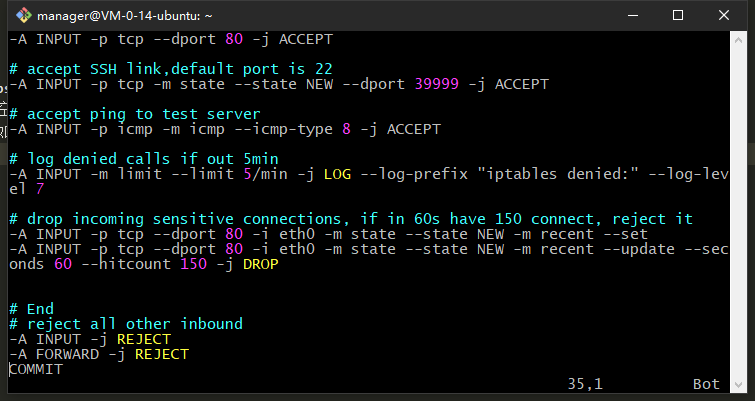 manager@VM-0-14-ubuntu: ~
-A INPUT -p tcp --dport 80 -j ACCEPT
# accept SSH link,default port is 22
-A INPUT -p tcp -m state --state NEW --dport 39999 -j ACCEPT
# accept ping to test server
-A INPUT -p icmp -m icmp --icmp-type 8 -j ACCEPT
# log denied calls if out 5min
-A INPUT -m limit --limit 5/min -j LOG --log-prefix "iptables denied:" --log-lev
el 7
# drop incoming sensitive connections, if in 60s have 150 connect, reject it
-A INPUT -p tcp --dport 80 -i eth0 -m state --state NEW -m recent --set
-A INPUT -p tcp --dport 80 -i eth0 -m state --state NEW -m recent --update --sec
onds 60 --hitcount 150 -j DROP
# End
# reject all other inbound
-A INPUT -j REJECT
-A FORWARD -j REJECT
COMMIT
35,1 Bot